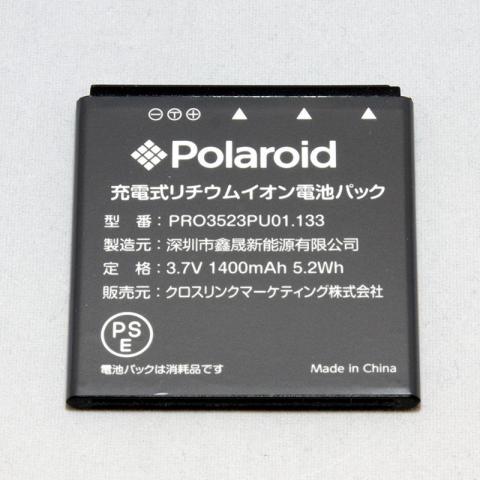 ⊖ Ⓣ ⊕ ▲ ▲ ▲
Polaroid
充電式リチウムイオン電池パック
型 番：PRO3523PU01.133
製造元：深圳市鑫晟新能源有限公司
定 格：3.7V 1400mAh 5.2Wh
販売元：クロスリンクマーケティング株式会社
PS
E
電池パックは消耗品です
Made in China